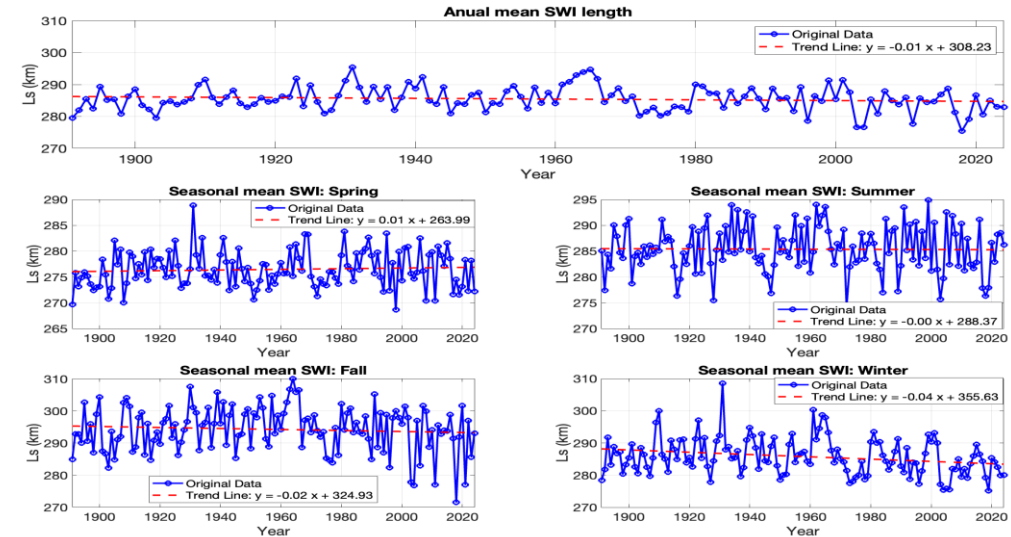 Anual mean SWI length
310
300
290
280
270
Ls (km)
Original Data
Trend Line: y = -0.01 x + 308.23
1900
1920
1940
1960
1980
2000
2020
Year
Seasonal mean SWI: Spring
290
285
280
275
270
265
Ls (km)
Original Data
Trend Line: y = 0.01 x + 263.99
1900
1920
1940
1960
1980
2000
2020
Year
Seasonal mean SWI: Summer
295
290
285
280
275
270
Ls (km)
Original Data
Trend Line: y = -0.00 x + 288.37
1900
1920
1940
1960
1980
2000
2020
Year
Seasonal mean SWI: Fall
310
300
290
280
270
Ls (km)
Original Data
Trend Line: y = -0.02 x + 324.93
1900
1920
1940
1960
1980
2000
2020
Year
Seasonal mean SWI: Winter
310
300
290
280
270
Ls (km)
Original Data
Trend Line: y = -0.04 x + 355.63
1900
1920
1940
1960
1980
2000
2020
Year